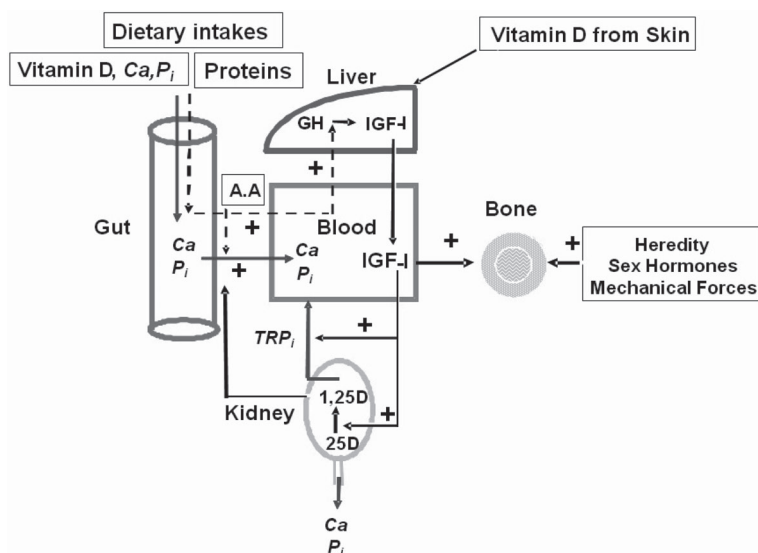 Dietary intakes
Vitamin D, Ca,Pi
Proteins
Vitamin D from Skin
Liver
GH
IGF-I
+
A.A
Gut
+
Blood
Bone
Ca
Pi
+
Ca
Pi
IGF-I
+
+
Heredity
Sex Hormones
Mechanical Forces
TRPi
+
Kidney
1,25D
+
25D
Ca
Pi